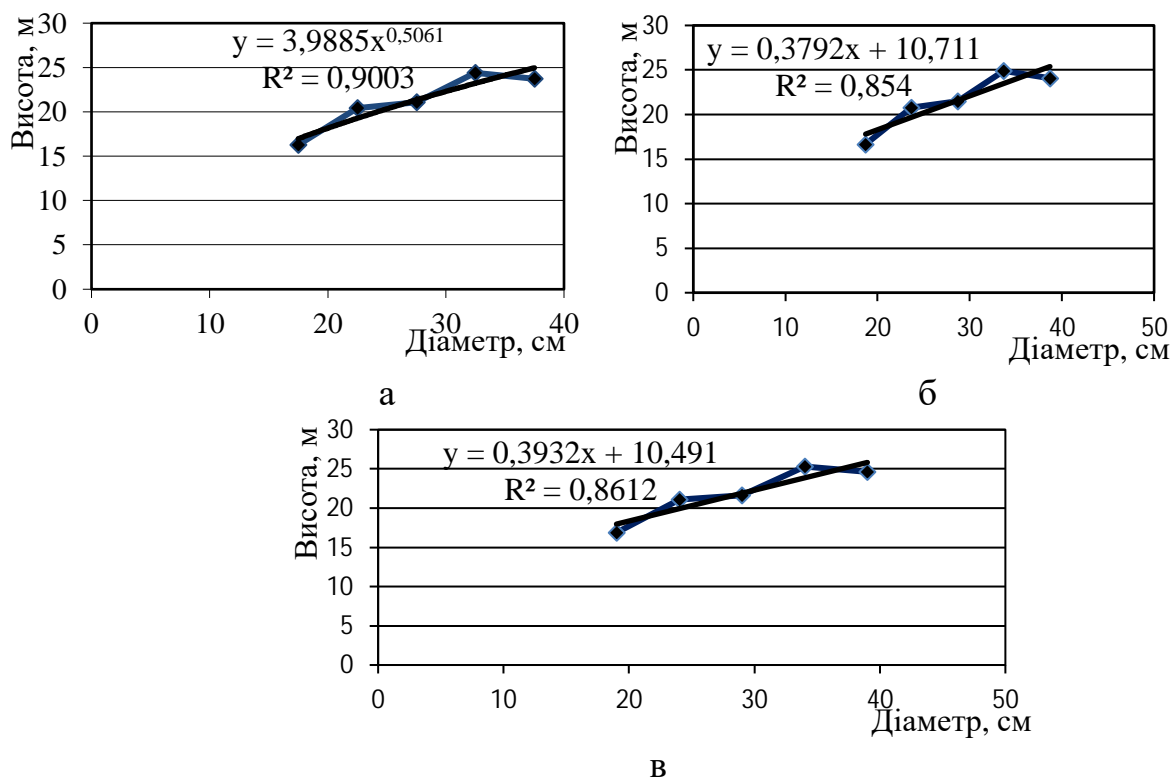 Висота, м
30
25
20
15
10
5
0
y = 3,9885x^0,5061
R² = 0,9003
0 10 20 30 40
Діаметр, см
а
Висота, м
30
25
20
15
10
5
0
y = 0,3792x + 10,711
R² = 0,854
0 10 20 30 40 50
Діаметр, см
б
Висота, м
30
25
20
15
10
5
0
y = 0,3932x + 10,491
R² = 0,8612
0 10 20 30 40 50
Діаметр, см
в